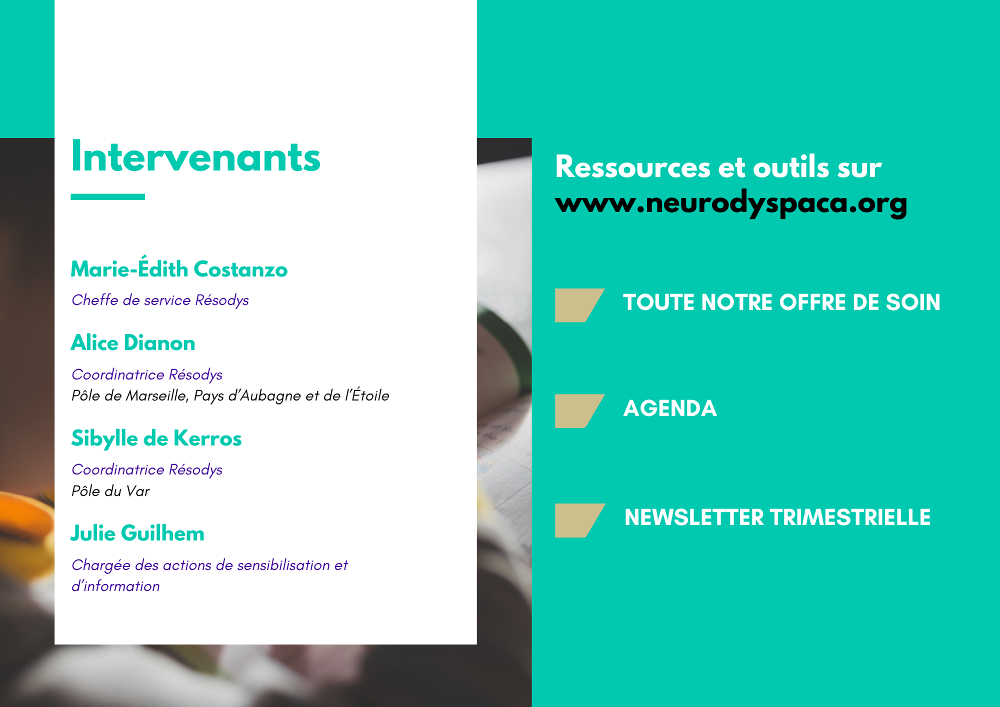 Intervenants
Marie-Édith Costanzo
Cheffe de service Résodys
Alice Dianon
Coordinatrice Résodys
Pôle de Marseille, Pays d’Aubagne et de l’Étoile
Sibylle de Kerros
Coordinatrice Résodys
Pôle du Var
Julie Guilhem
Chargée des actions de sensibilisation et
d’information
Ressources et outils sur
www.neurodyspaca.org
TOUTE NOTRE OFFRE DE SOIN
AGENDA
NEWSLETTER TRIMESTRIELLE